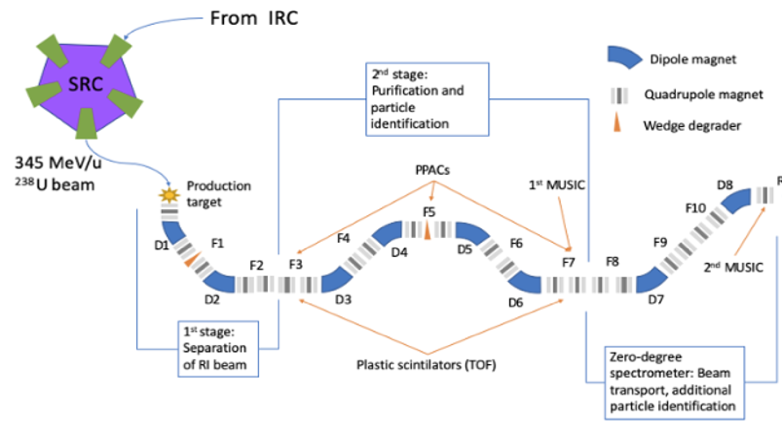 From IRC
SRC
345 MeV/u
238U beam
Production
target
2nd stage:
Purification and
particle
identification
Dipole magnet
Quadrupole magnet
Wedge degrader
PPACs
1st MUSIC
D1
F1
D2
F2
F3
D3
F4
D4
F5
D5
F6
D6
F7
F8
D7
F9
F10
D8
2nd MUSIC
1st stage:
Separation
of RI beam
Plastic scintilators (TOF)
Zero-degree
spectrometer: Beam
transport, additional
particle identification